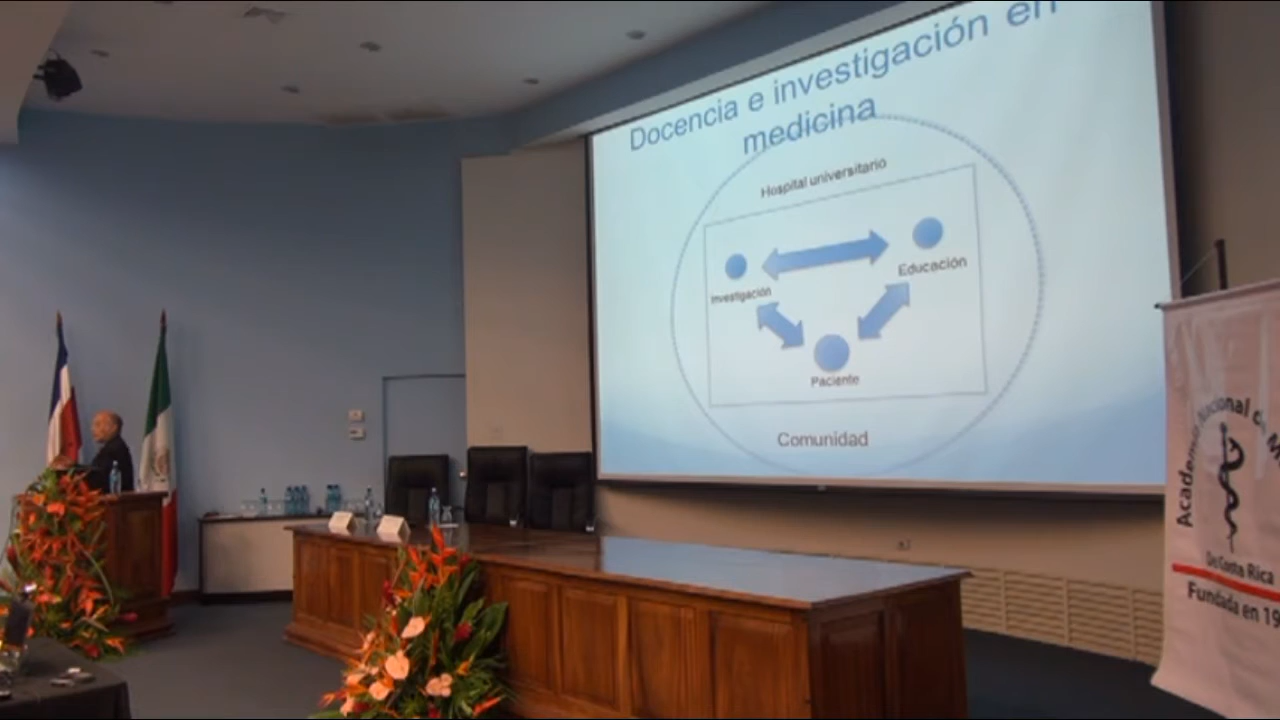 Docencia e investigación en
medicina
Hospital universitario
Investigación
Educación
Paciente
Comunidad
Academia Nacional de M
De Costa Rica
Fundada en 19